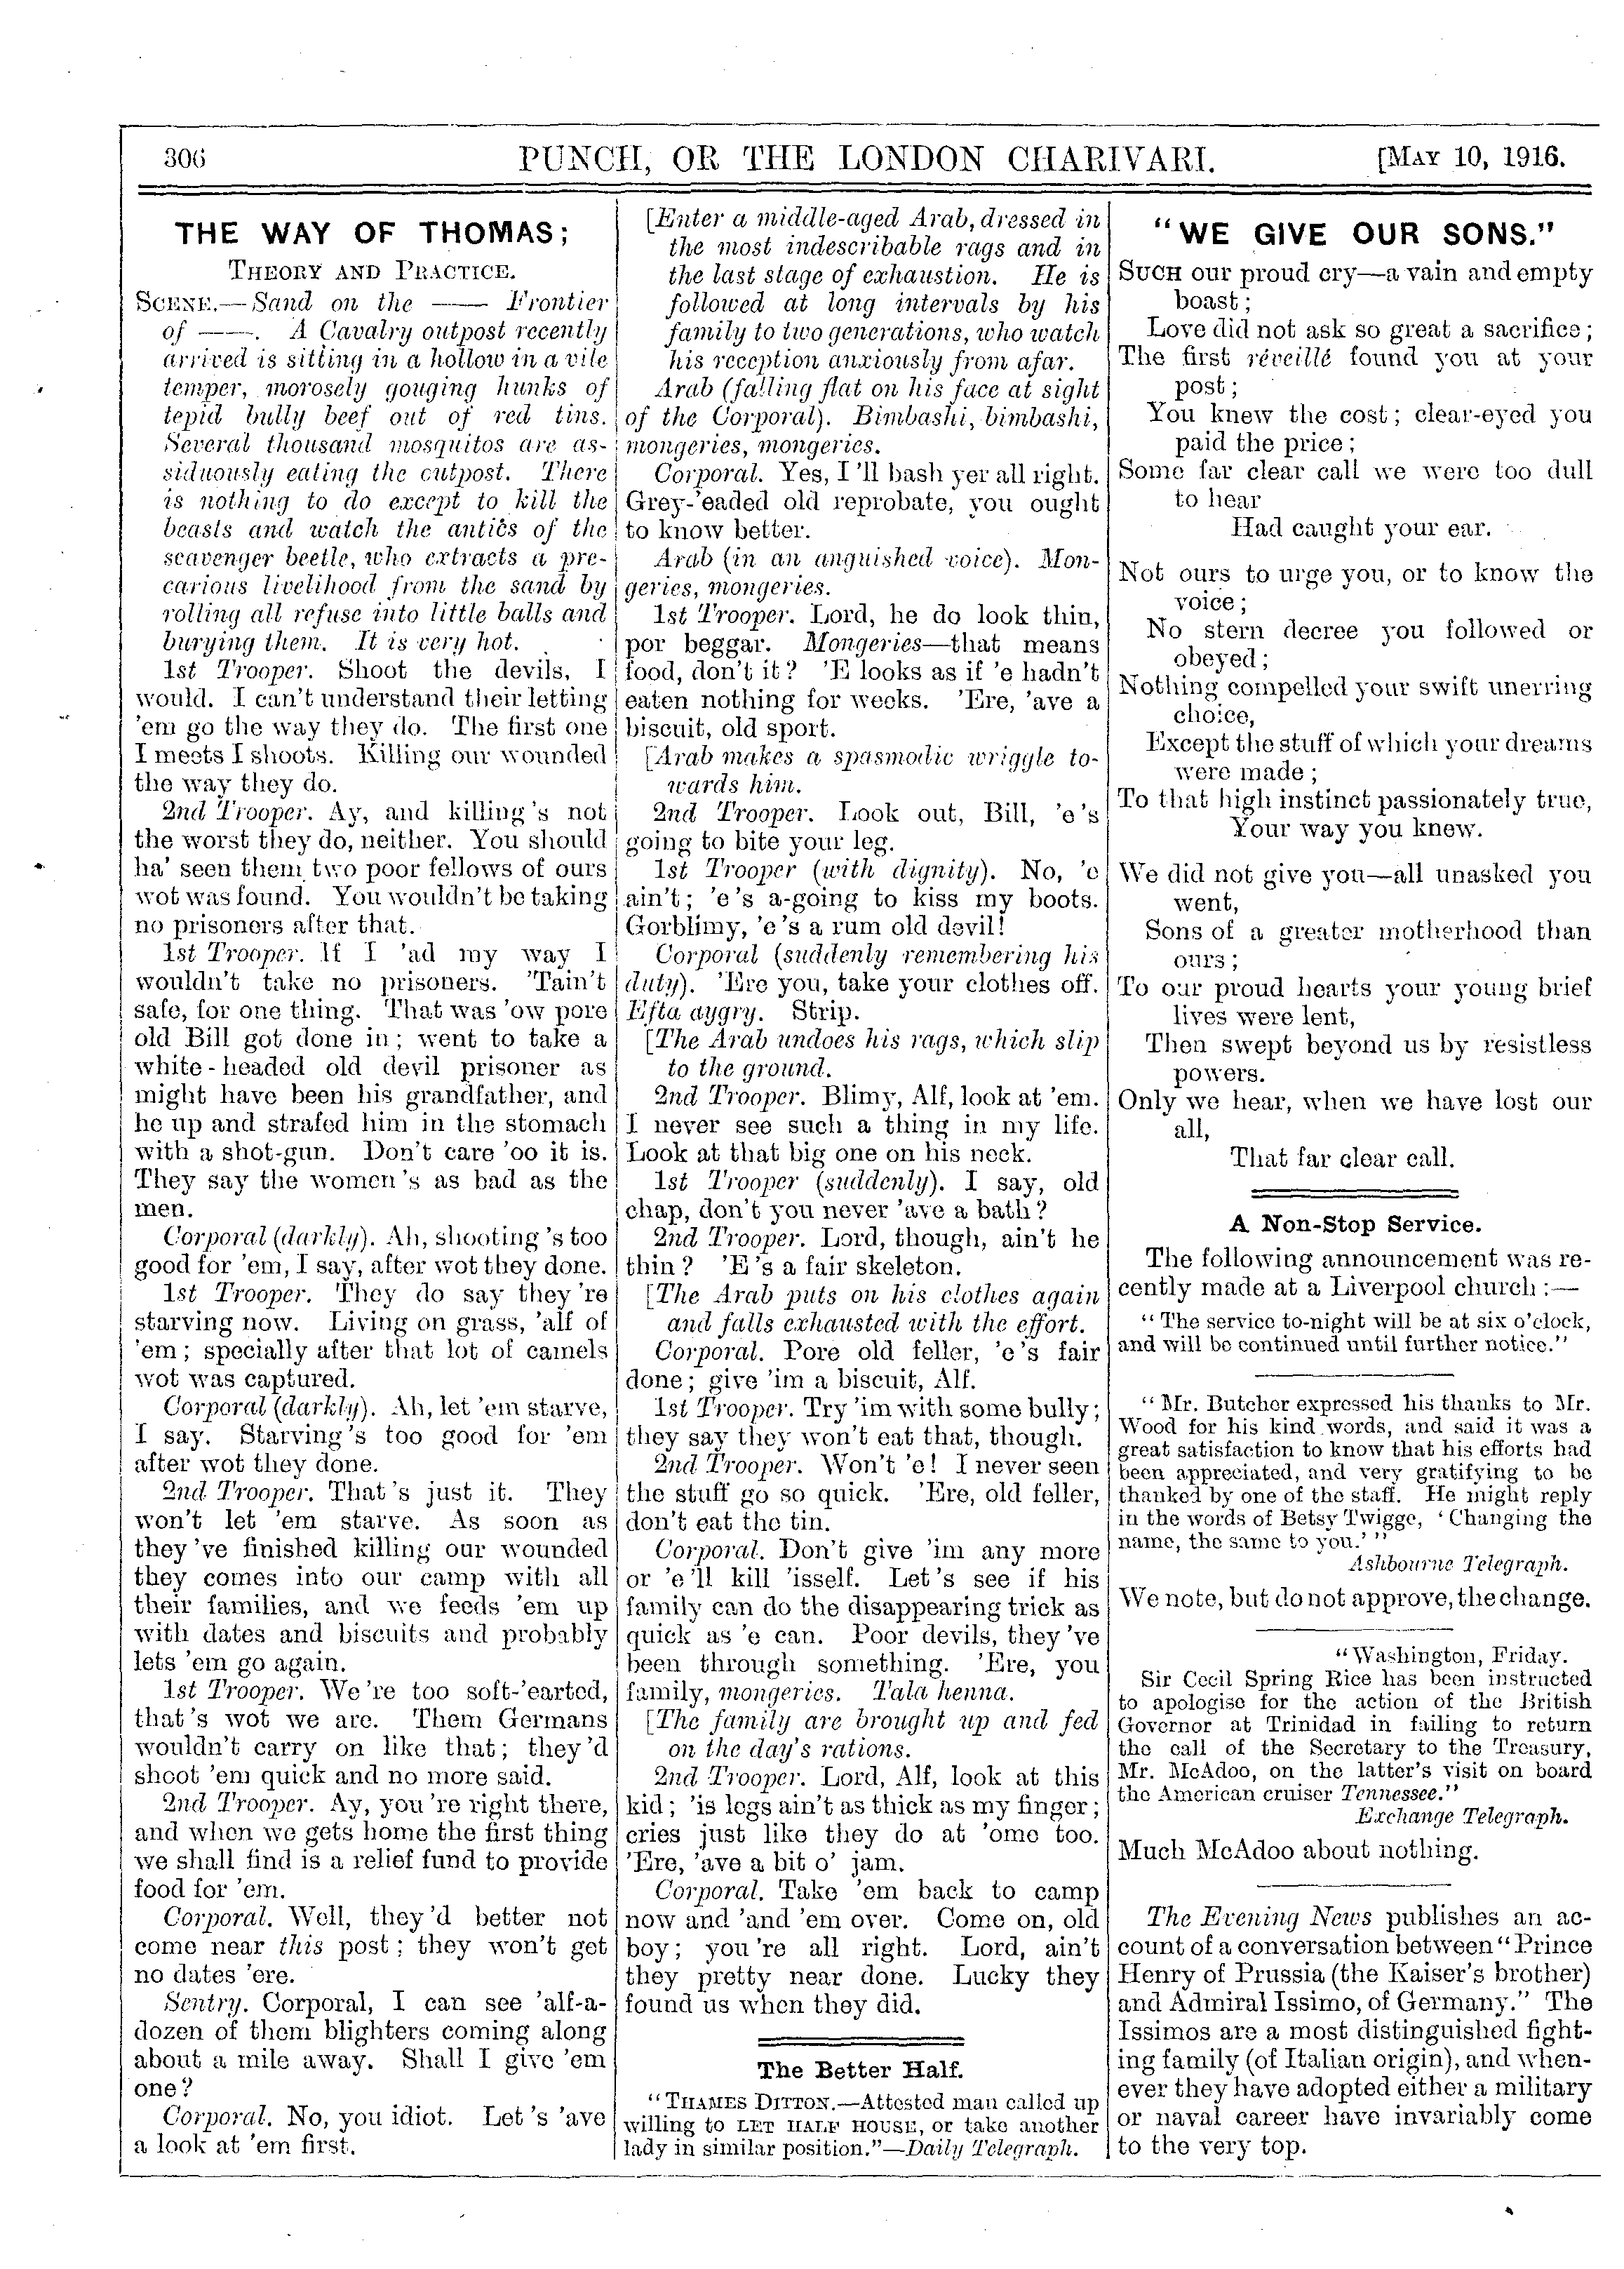 306 PUNCH, OR THE LONDON CHARIVARI. [MAY 10, 1916.
THE WAY OF THOMAS;
THEORY AND PRACTICE.
SCENE.—Sand on the —— Frontier
of ——. A Cavalry outpost recently
arrived is sitting in a hollow in a vile
temper, morosely gouging hunks of
tepid bully beef out of red tins.
Several thousand mosquitos are as-
siduously eating the outpost. There
is nothing to do except to kill the
beasts and watch the antics of the
scavenger beetle, who extracts a pre-
carious livelihood from the sand by
rolling all refuse into little balls and
burying them. It is very hot.
1st Trooper. Shoot the devils, I
would. I can't understand their letting
'em go the way they do. The first one
I meets I shoots. Killing our wounded
the way they do.
2nd Trooper. Ay, and killing's not
the worst they do, neither. You should
ha' seen them two poor fellows of ours
wot was found. You wouldn't be taking
no prisoners after that.
1st Trooper. If I 'ad my way I
wouldn't take no prisoners. 'Tain't
safe, for one thing. That was 'ow pore
old Bill got done in; went to take a
white-headed old devil prisoner as
might have been his grandfather, and
he up and strafed him in the stomach
with a shot-gun. Don't care 'oo it is.
They say the women's as bad as the
men.
Corporal (darkly). Ah, shooting's too
good for 'em, I say, after wot they done.
1st Trooper. They do say they're
starving now. Living on grass, 'alf of
'em; specially after that lot of camels
wot was captured.
Corporal (darkly). Ah, let 'em starve,
I say. Starving's too good for 'em
after wot they done.
2nd Trooper. That's just it. They
won't let 'em starve. As soon as
they've finished killing our wounded
they comes into our camp with all
their families, and we feeds 'em up
with dates and biscuits and probably
lets 'em go again.
1st Trooper. We're too soft-'earted,
that's wot we are. Them Germans
wouldn't carry on like that; they'd
shoot 'em quick and no more said.
2nd Trooper. Ay, you're right there,
and when we gets home the first thing
we shall find is a relief fund to provide
food for 'em.
Corporal. Well, they'd better not
come near this post; they won't get
no dates 'ere.
Sentry. Corporal, I can see 'alf-a-
dozen of them blighters coming along
about a mile away. Shall I give 'em
one?
Corporal. No, you idiot. Let's 'ave
a look at 'em first.
[Enter a middle-aged Arab, dressed in
the most indescribable rags and in
the last stage of exhaustion. He is
followed at long intervals by his
family to two generations, who watch
his reception anxiously from afar.
Arab (falling flat on his face at sight
of the Corporal). Bimbashi, bimbashi,
mongeries, mongeries.
Corporal. Yes, I'll bash yer all right.
Grey-'eaded old reprobate, you ought
to know better.
Arab (in an anguished voice). Mon-
geries, mongeries.
1st Trooper. Lord, he do look thin,
por beggar. Mongeries—that means
food, don't it? 'E looks as if 'e hadn't
eaten nothing for weeks. 'Ere, 'ave a
biscuit, old sport.
[Arab makes a spasmodic wriggle to-
wards him.
2nd Trooper. Look out, Bill, 'e's
going to bite your leg.
1st Trooper (with dignity). No, 'e
ain't; 'e's a-going to kiss my boots.
Gorblimy, 'e's a rum old devil!
Corporal (suddenly remembering his
duty). 'Ere you, take your clothes off.
Efta aygry. Strip.
[The Arab undoes his rags, which slip
to the ground.
2nd Trooper. Blimy, Alf, look at 'em.
I never see such a thing in my life.
Look at that big one on his neck.
1st Trooper (suddenly). I say, old
chap, don't you never 'ave a bath?
2nd Trooper. Lord, though, ain't he
thin? 'E's a fair skeleton.
[The Arab puts on his clothes again
and falls exhausted with the effort.
Corporal. Pore old feller, 'e's fair
done; give 'im a biscuit, Alf.
1st Trooper. Try 'im with some bully;
they say they won't eat that, though.
2nd Trooper. Won't 'e! I never seen
the stuff go so quick. 'Ere, old feller,
don't eat the tin.
Corporal. Don't give 'im any more
or 'e'll kill 'isself. Let's see if his
family can do the disappearing trick as
quick as 'e can. Poor devils, they've
been through something. 'Ere, you
family, mongeries. Tala henna.
[The family are brought up and fed
on the day's rations.
2nd Trooper. Lord, Alf, look at this
kid; 'is legs ain't as thick as my finger;
cries just like they do at 'ome too.
'Ere, 'ave a bit o' jam.
Corporal. Take 'em back to camp
now and 'and 'em over. Come on, old
boy; you're all right. Lord, ain't
they pretty near done. Lucky they
found us when they did.
The Better Half.
"THAMES DITTON.—Attested man called up
willing to LET HALF HOUSE, or take another
lady in similar position."—Daily Telegraph.
"WE GIVE OUR SONS."
SUCH our proud cry—a vain and empty
boast;
Love did not ask so great a sacrifice;
The first réveillé found you at your
post;
You knew the cost; clear-eyed you
paid the price;
Some far clear call we were too dull
to hear
Had caught your ear.
Not ours to urge you, or to know the
voice;
No stern decree you followed or
obeyed;
Nothing compelled your swift unerring
choice,
Except the stuff of which your dreams
were made;
To that high instinct passionately true,
Your way you knew.
We did not give you—all unasked you
went,
Sons of a greater motherhood than
ours;
To our proud hearts your young brief
lives were lent,
Then swept beyond us by resistless
powers.
Only we hear, when we have lost our
all,
That far clear call.
A Non-Stop Service.
The following announcement was re-
cently made at a Liverpool church:—
"The service to-night will be at six o'clock,
and will be continued until further notice."
"Mr. Butcher expressed his thanks to Mr.
Wood for his kind words, and said it was a
great satisfaction to know that his efforts had
been appreciated, and very gratifying to be
thanked by one of the staff. He might reply
in the words of Betsy Twigge, 'Changing the
name, the same to you.'"
Ashbourne Telegraph.
We note, but do not approve, the change.
"Washington, Friday.
Sir Cecil Spring Rice has been instructed
to apologise for the action of the British
Governor at Trinidad in failing to return
the call of the Secretary to the Treasury,
Mr. McAdoo, on the latter's visit on board
the American cruiser Tennessee."
Exchange Telegraph.
Much McAdoo about nothing.
The Evening News publishes an ac-
count of a conversation between "Prince
Henry of Prussia (the Kaiser's brother)
and Admiral Issimo, of Germany." The
Issimos are a most distinguished fight-
ing family (of Italian origin), and when-
ever they have adopted either a military
or naval career have invariably come
to the very top.